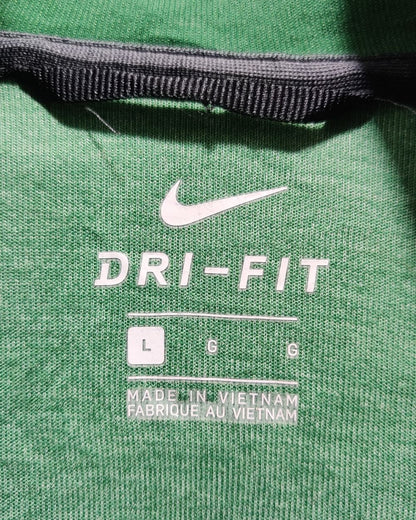 DRI-FIT
L G G
MADE IN VIETNAM
FABRIQUE AU VIETNAM